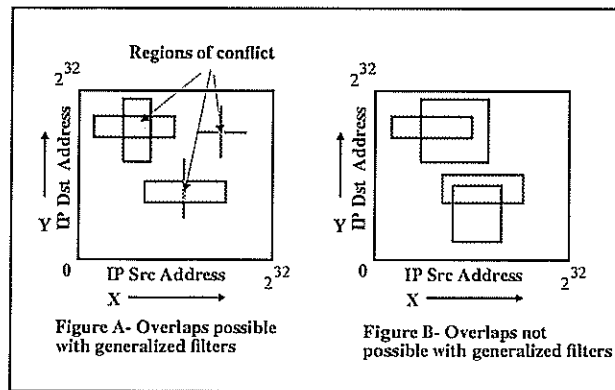 Regions of conflict
2^32
Y
IP Dst Address
0
IP Src Address
2^32
X
Figure A- Overlaps possible
with generalized filters
2^32
Y
IP Dst Address
0
IP Src Address
2^32
X
Figure B- Overlaps not
possible with generalized filters